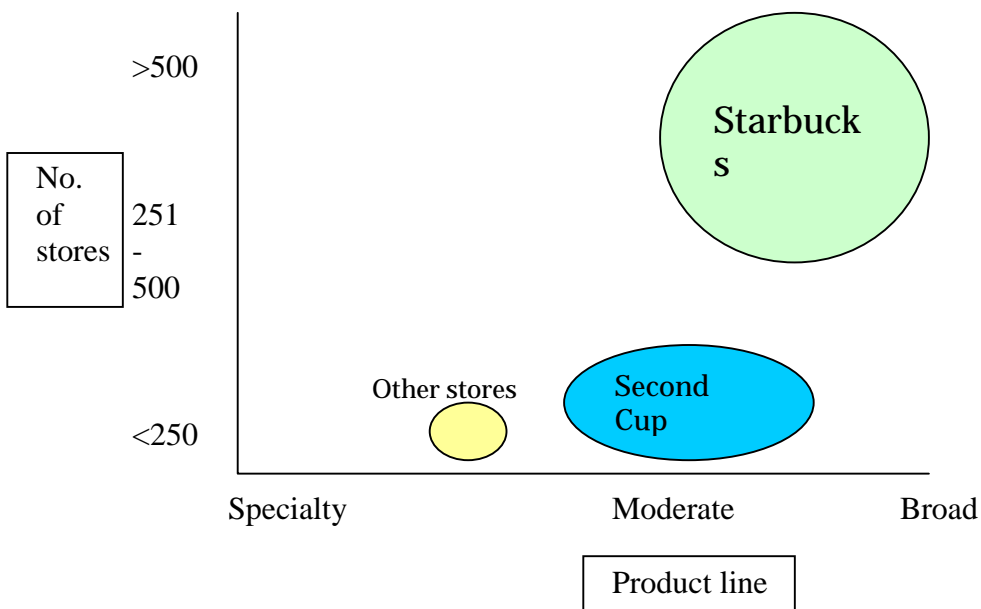 >500
Starbuck
s
No.
of
stores
251
-
500
Other stores
Second
Cup
<250
Specialty
Moderate
Broad
Product line